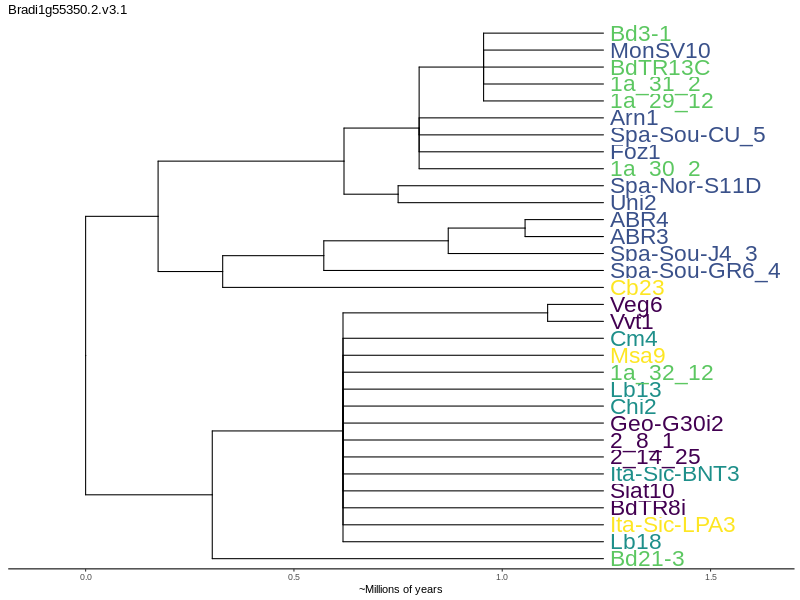 Bradi1g55350.2.v3.1
Bd3-1
MonSV10
BdTR13C
1a_31_2
1a_29_12
Arn1
Spa-Sou-CU_5
Foz1
1a_30_2
Spa-Nor-S11D
Uni2
ABR4
ABR3
Spa-Sou-J4_3
Spa-Sou-GR6_4
Cb23
Veg6
Vvt1
Cm4
Msa9
1a_32_12
Lb13
Chi2
Geo-G30i2
2_8_1
2_14_25
Ita-Sic-BNT3
Siat10
BdTR8i
Ita-Sic-LPA3
Lb18
Bd21-3
0.0 0.5 1.0 1.5
~Millions of years